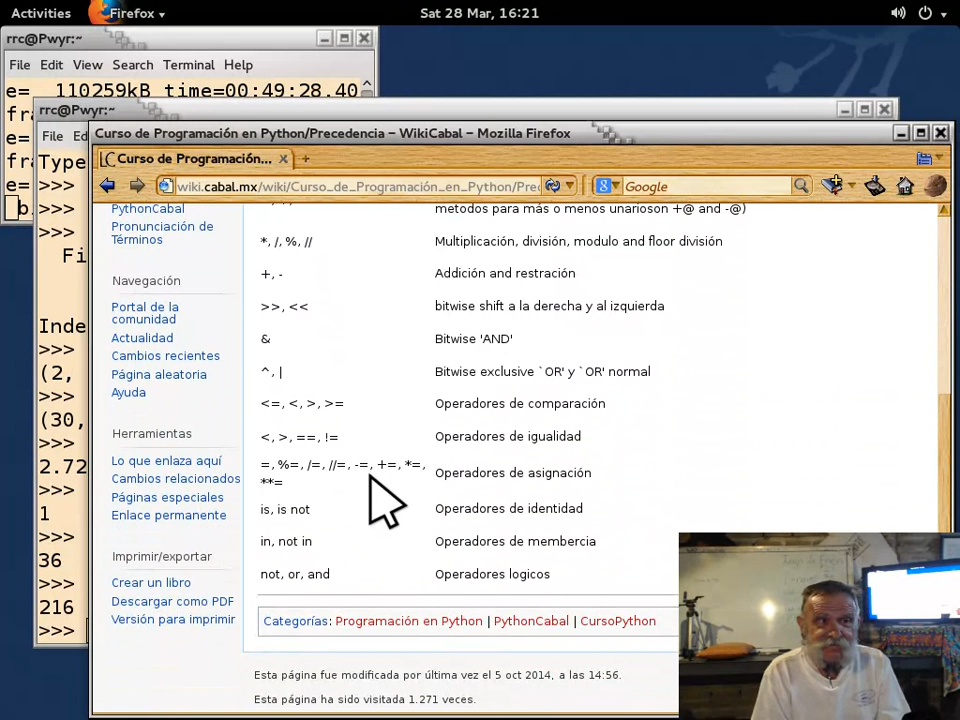 Activities Firefox Sat 28 Mar, 16:21
rrc@Pwyr:~
File Edit View Search Terminal Help
e= 110259kB time=00:49:28.40
rrc@Pwyr:~
File Ed
Type
>>>
>>>
>>>
Fi
Inde
>>>
(2,
>>>
(30,
>>>
2.72
>>>
1
>>>
36
>>>
216
>>>
Curso de Programación en Python/Precedencia – WikiCabal – Mozilla Firefox
Curso de Programación...
wiki.cabal.mx/wiki/Curso_de_Programación_en_Python/Prec
Google
PythonCabal
Pronunciación de
Términos
Navegación
Portal de la
comunidad
Actualidad
Cambios recientes
Página aleatoria
Ayuda
Herramientas
Lo que enlaza aquí
Cambios relacionados
Páginas especiales
Enlace permanente
Imprimir/exportar
Crear un libro
Descargar como PDF
Versión para imprimir
metodos para más o menos unarioson +@ and -@)
*, /, %, // Multiplicación, división, modulo and floor división
+, - Addición and restración
>>, << bitwise shift a la derecha y al izquierda
& Bitwise 'AND'
^, | Bitwise exclusive `OR' y `OR' normal
<=, <, >, >= Operadores de comparación
<, >, ==, != Operadores de igualidad
=, %=, /=, //=, -=, +=, *=,
**= Operadores de asignación
is, is not Operadores de identidad
in, not in Operadores de membercia
not, or, and Operadores logicos
Categorías: Programación en Python | PythonCabal | CursoPython
Esta página fue modificada por última vez el 5 oct 2014, a las 14:56.
Esta página ha sido visitada 1.271 veces.